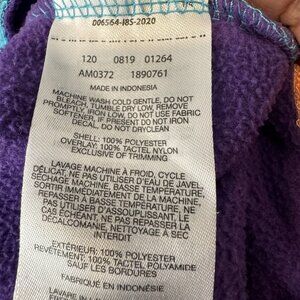 006564-I85-2020
120 0819 01264
AM0372 1890761
MADE IN INDONESIA
MACHINE WASH COLD GENTLE, DO NOT
BLEACH, TUMBLE DRY LOW, REMOVE
PROMPTLY, IRON LOW, DO NOT USE FABRIC
SOFTENER, IF PRESENT DO NOT IRON
DECAL, DO NOT DRYCLEAN
SHELL: 100% POLYESTER
OVERLAY: 100% TACTEL NYLON
EXCLUSIVE OF TRIMMING
LAVAGE MACHINE À FROID, CYCLE
DÉLICAT, NE PAS UTILISER D'EAU DE JAVEL,
SÉCHAGE MACHINE, BASSE TEMPÉRATURE,
SORTIR IMMÉDIATEMENT DE LA MACHINE,
REPASSER À BASSE TEMPÉRATURE, NE
PAS UTILISER D'ASSOUPLISSANT, LE
CAS ÉCHÉANT, NE PAS REPASSER LA
DÉCALCOMANIE, NETTOYAGE À SEC
INTERDIT
EXTÉRIEUR: 100% POLYESTER
REVÊTEMENT: 100% TACTEL POLYAMIDE
SAUF LES BORDURES
FABRIQUÉ EN INDONÉSIE
LAVAR EN